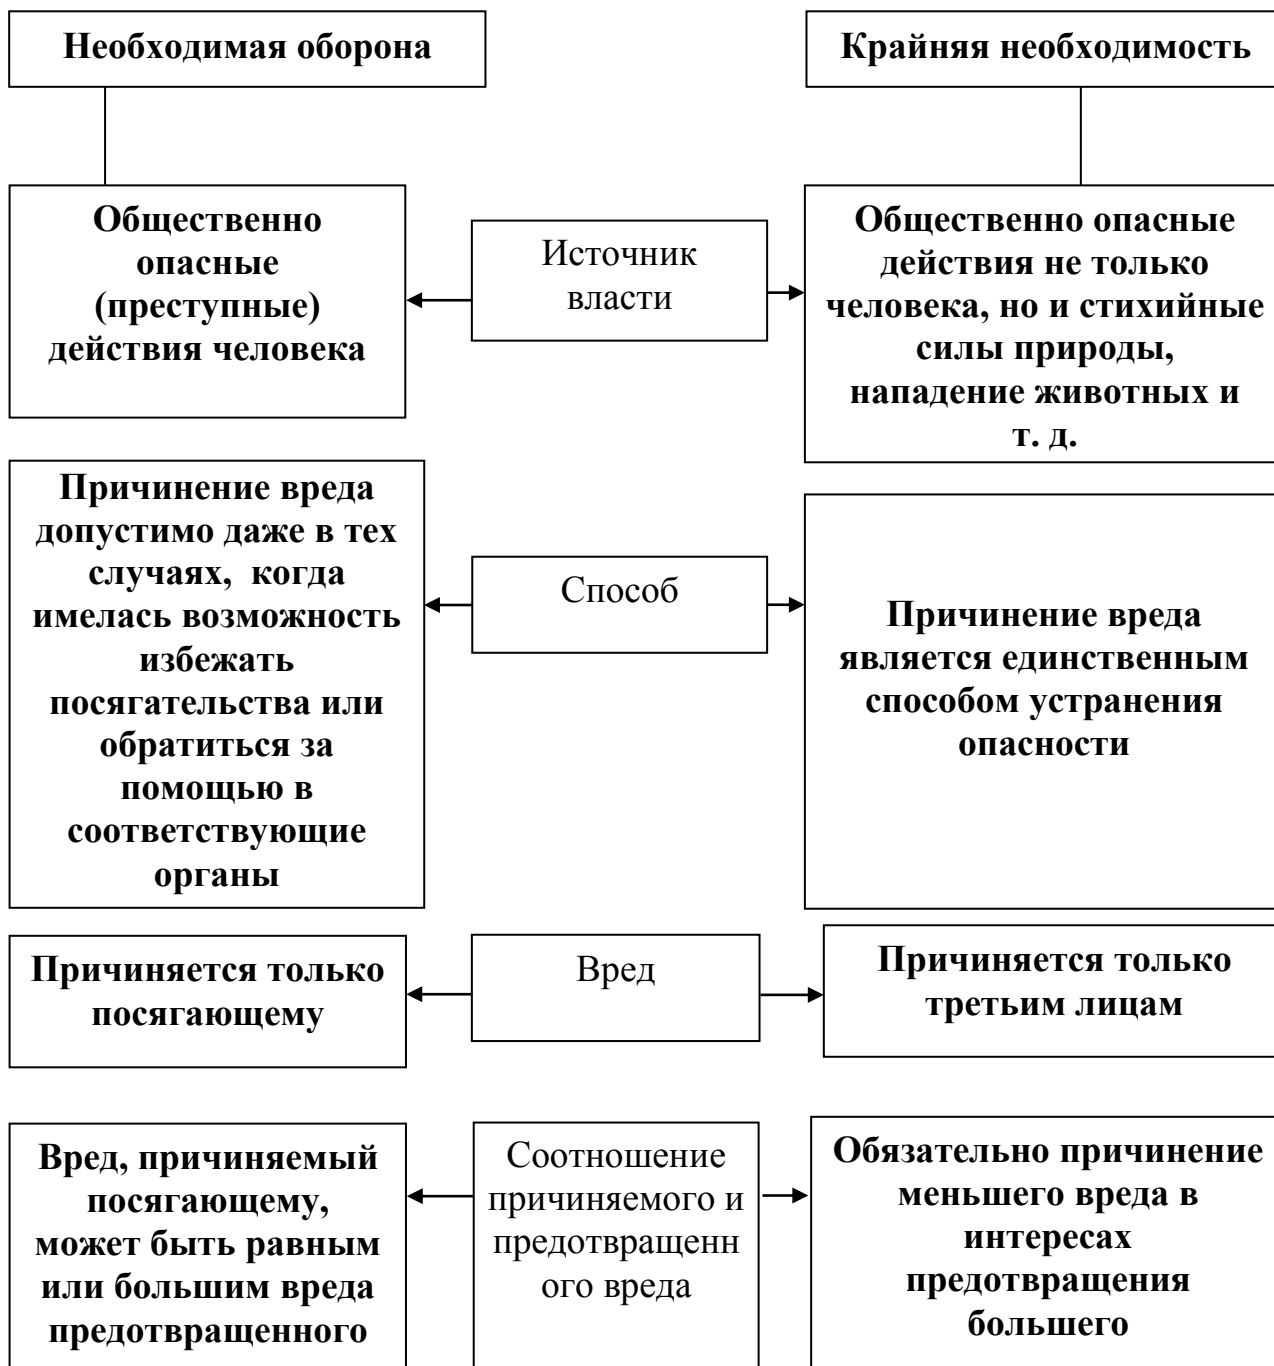 Необходимая оборона
Крайняя необходимость
Общественно
опасные
(преступные)
действия человека
Источник
власти
Общественно опасные
действия не только
человека, но и стихийные
силы природы,
нападение животных и
т. д.
Причинение вреда
допустимо даже в тех
случаях, когда
имелась возможность
избежать
посягательства или
обратиться за
помощью в
соответствующие
органы
Способ
Причинение вреда
является единственным
способом устранения
опасности
Причиняется только
посягающему
Вред
Причиняется только
третьим лицам
Вред, причиняемый
посягающему,
может быть равным
или большим вреда
предотвращенного
Соотношение
причиняемого и
предотвращенн
ого вреда
Обязательно причинение
меньшего вреда в
интересах
предотвращения
большего